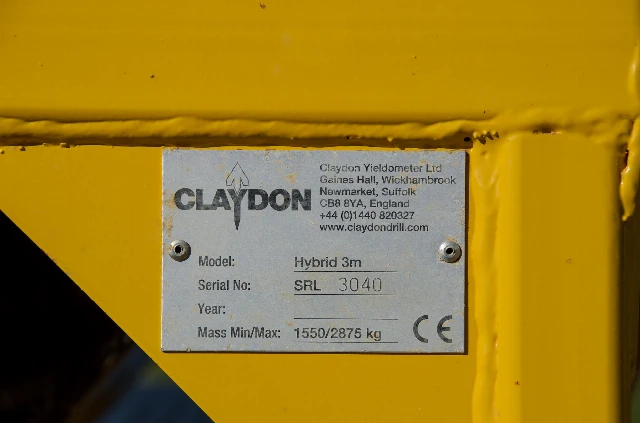 CLAYDON
Claydon Yieldometer Ltd
Gaines Hall, Wickhambrook
Newmarket, Suffolk
CB8 8YA, England
+44 (0)1440 820327
www.claydondrill.com
Model: Hybrid 3m
Serial No: SRL 3040
Year:
Mass Min/Max: 1550/2875 kg
CE